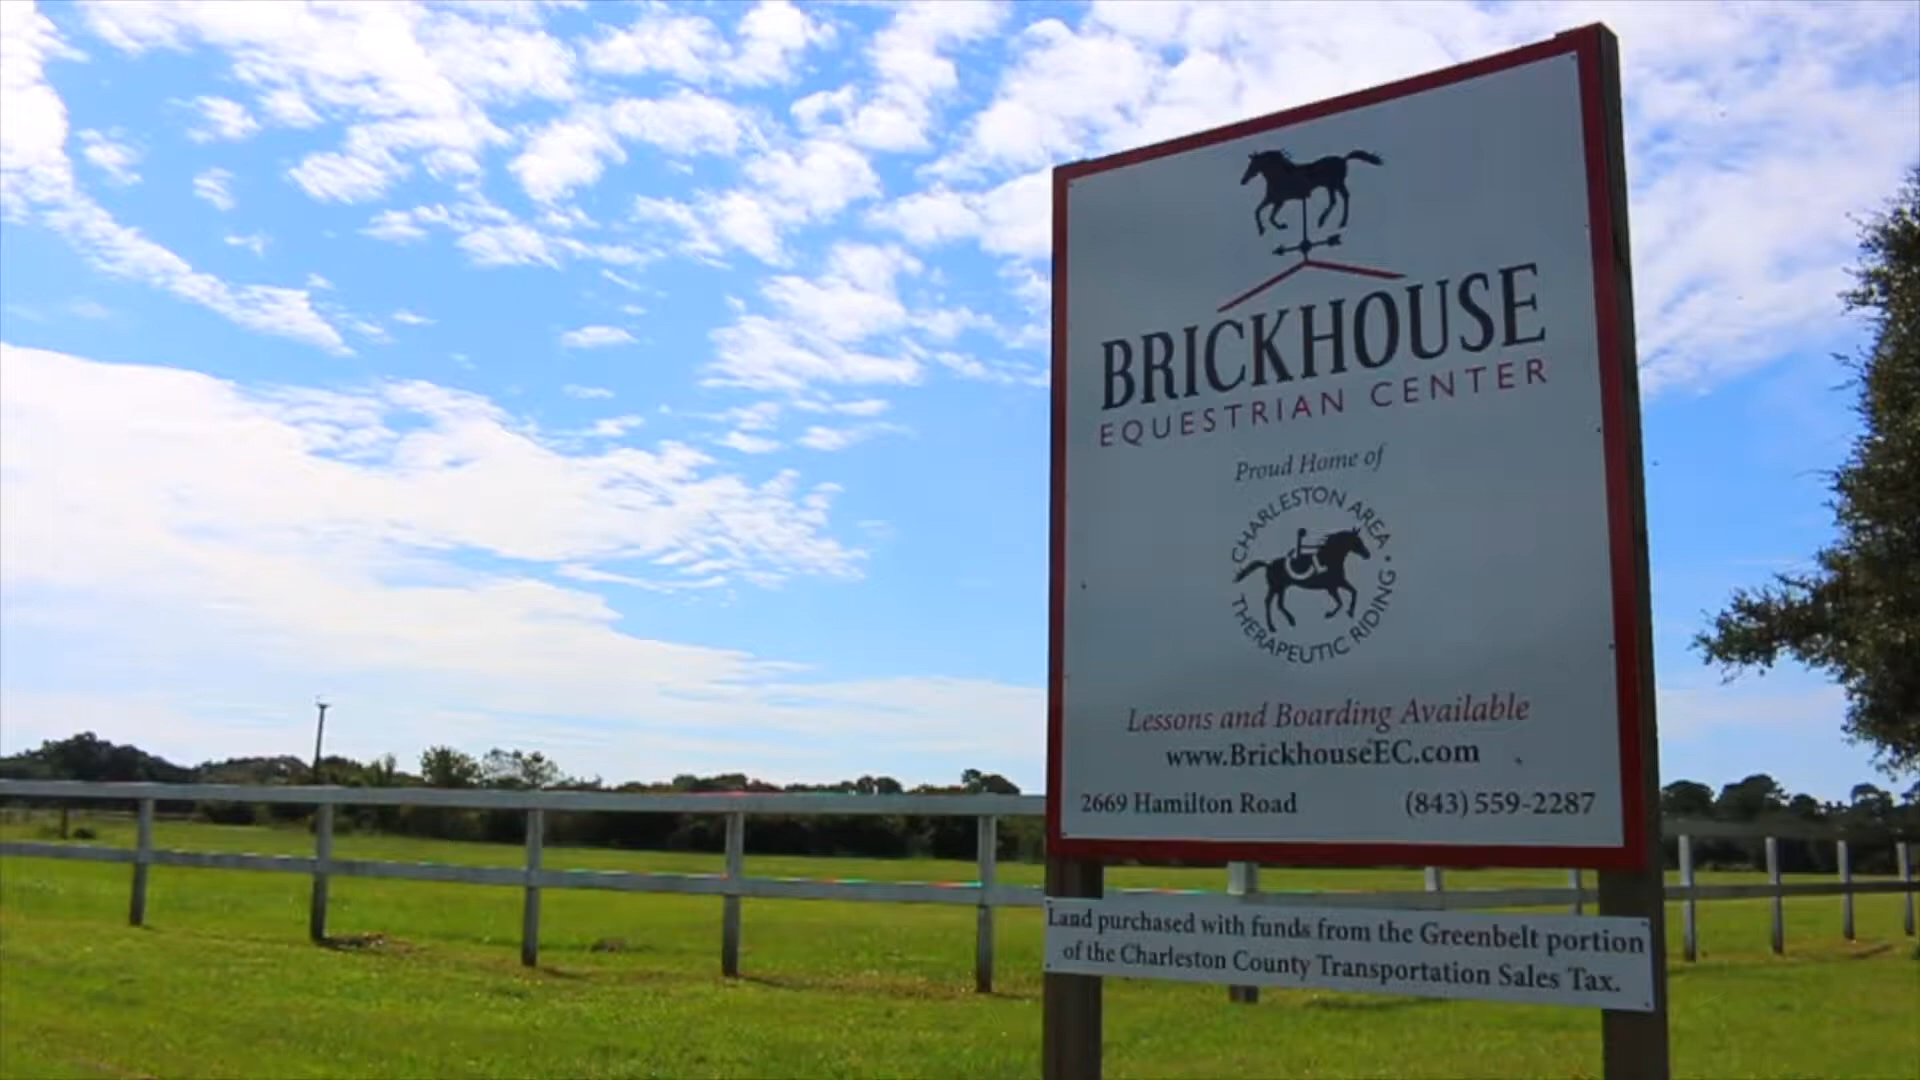 BRICKHOUSE
EQUESTRIAN CENTER
Proud Home of
CHARLESTON AREA •
THERAPEUTIC RIDING •
Lessons and Boarding Available
www.BrickhouseEC.com
2669 Hamilton Road (843) 559-2287
Land purchased with funds from the Greenbelt portion
of the Charleston County Transportation Sales Tax.